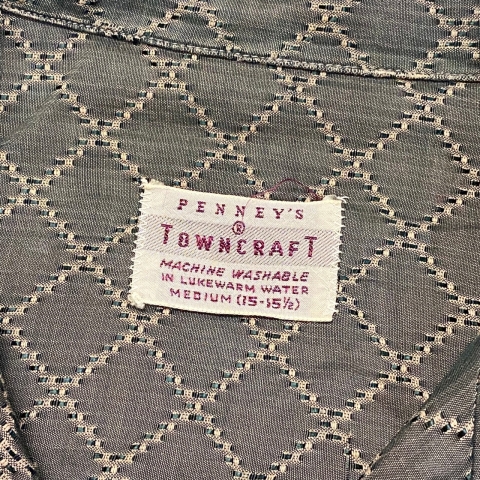 PENNEY'S
®
TOWNCRAFT
MACHINE WASHABLE
IN LUKEWARM WATER
MEDIUM (15-15½)